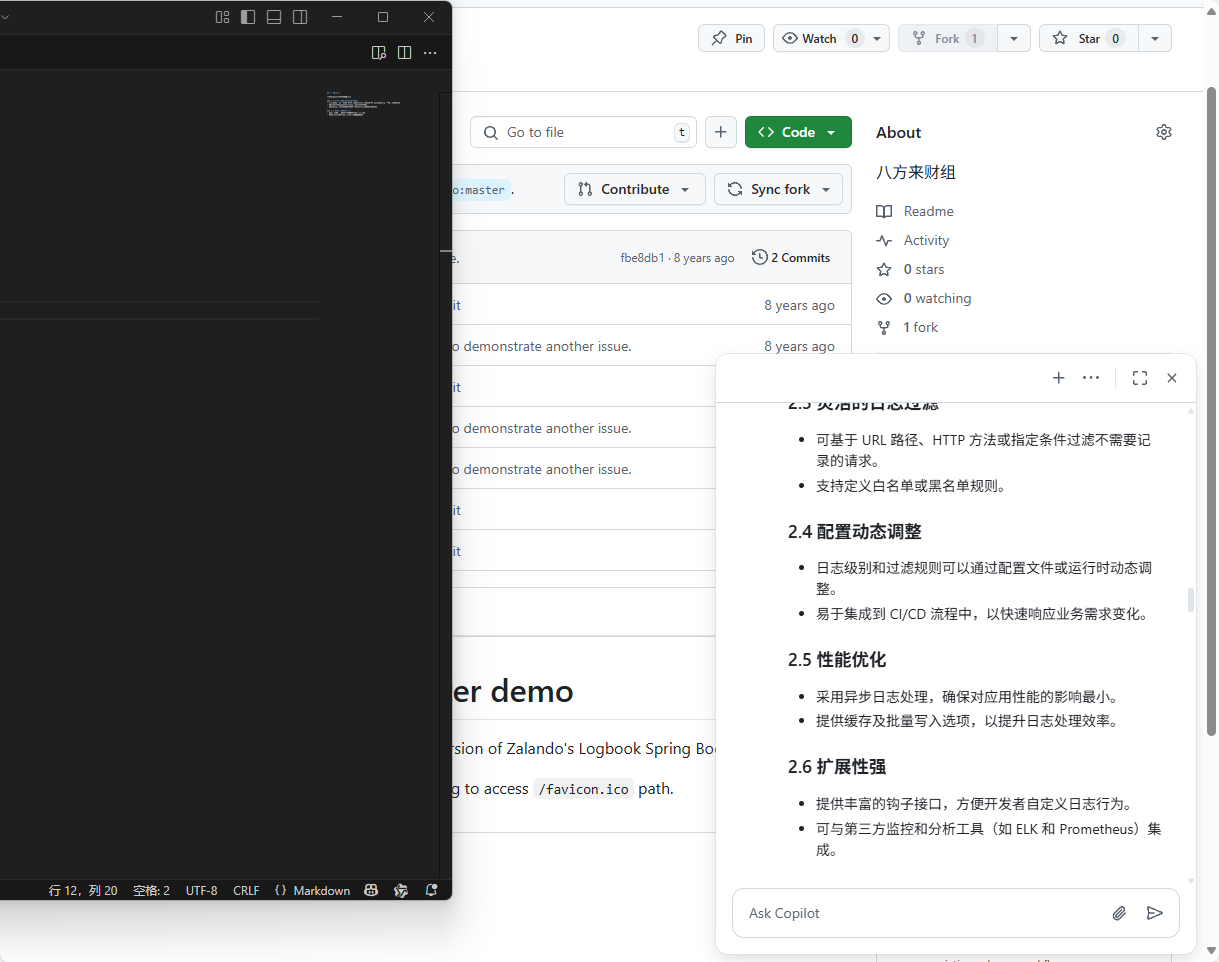 Pin
Watch 0
Fork 1
Star 0
Go to file
t
Code
o:master .
Contribute
Sync fork
e.
fbe8db1 · 8 years ago
2 Commits
it
8 years ago
o demonstrate another issue.
8 years ago
it
o demonstrate another issue.
o demonstrate another issue.
it
it
er demo
rsion of Zalando's Logbook Spring Boo
g to access /favicon.ico path.
About
八方来财组
Readme
Activity
0 stars
0 watching
1 fork
2.3 灵活的日志过滤
可基于 URL 路径、HTTP 方法或指定条件过滤不需要记
录的请求。
支持定义白名单或黑名单规则。
2.4 配置动态调整
日志级别和过滤规则可以通过配置文件或运行时动态调
整。
易于集成到 CI/CD 流程中，以快速响应业务需求变化。
2.5 性能优化
采用异步日志处理，确保对应用性能的影响最小。
提供缓存及批量写入选项，以提升日志处理效率。
2.6 扩展性强
提供丰富的钩子接口，方便开发者自定义日志行为。
可与第三方监控和分析工具（如 ELK 和 Prometheus）集
成。
Ask Copilot
行 12，列 20
空格: 2
UTF-8
CRLF
{ } Markdown